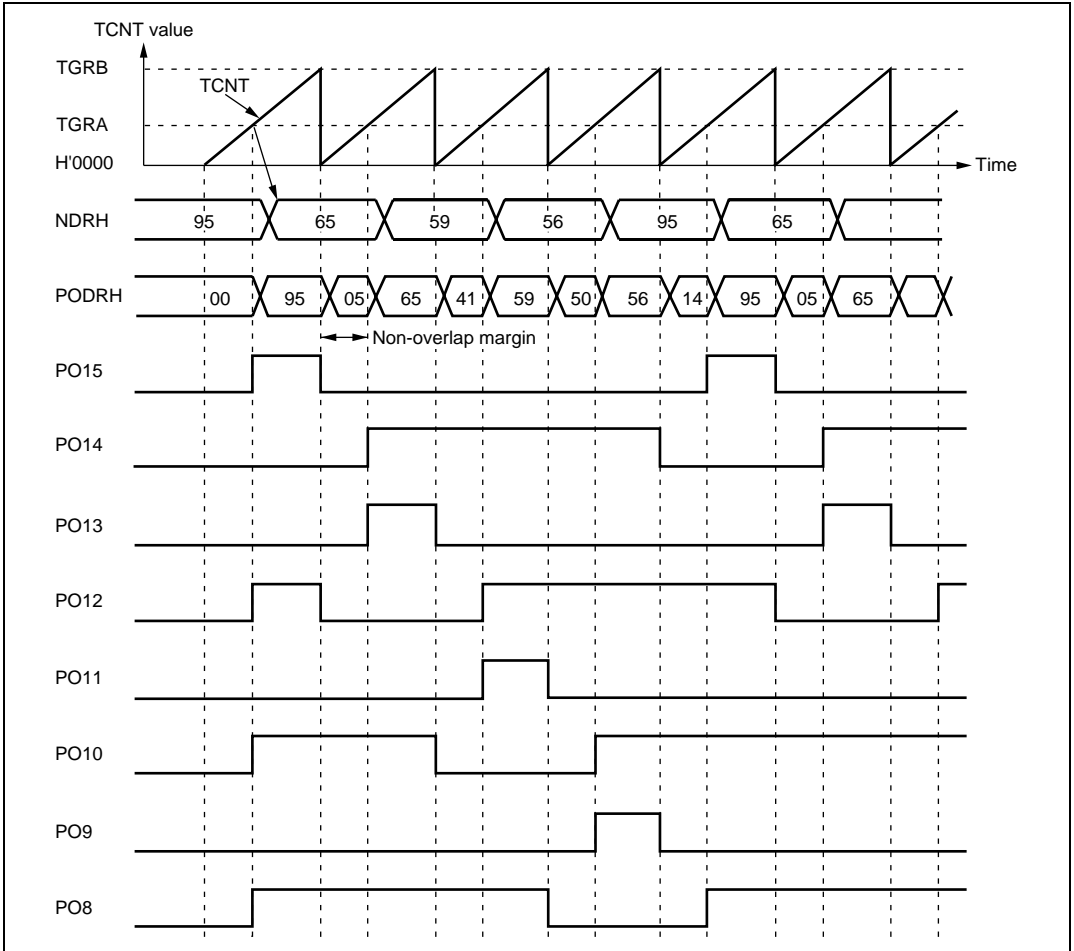 TCNT value
TGRB
TCNT
TGRA
H'0000
Time
NDRH
95 65 59 56 95 65
PODRH
00 95 05 65 41 59 50 56 14 95 05 65
Non-overlap margin
PO15
PO14
PO13
PO12
PO11
PO10
PO9
PO8